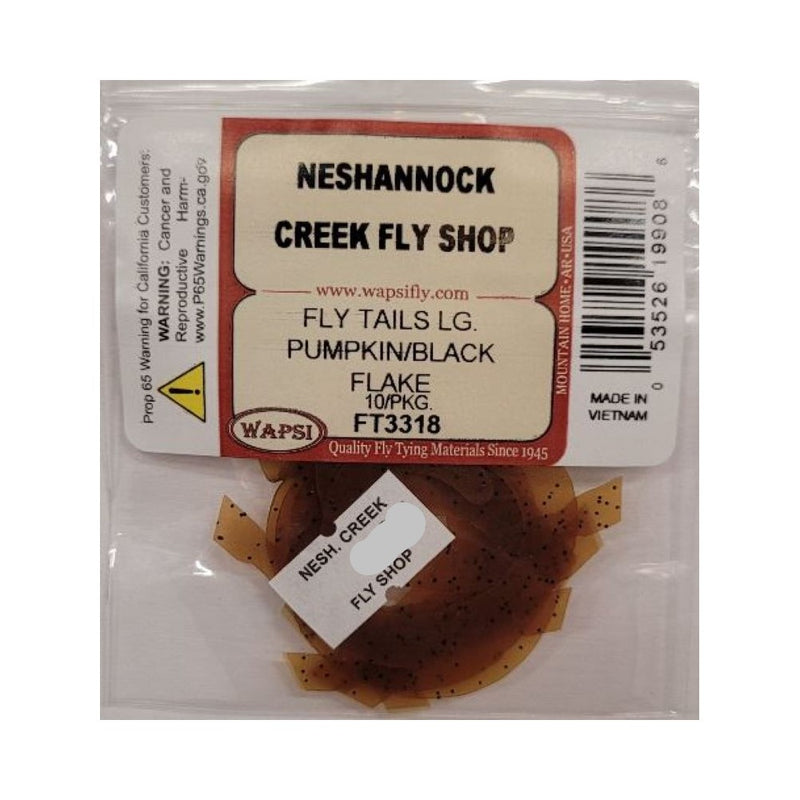 Prop 65 Warning for California Customers:
WARNING: Cancer and
Reproductive Harm-
www.P65Warnings.ca.gov
NESHANNOCK
CREEK FLY SHOP
www.wapsifly.com
FLY TAILS LG.
PUMPKIN/BLACK
FLAKE
10/PKG.
FT3318
WAPSI
Quality Fly Tying Materials Since 1945
MOUNTAIN HOME • AR • USA
0 53526 19908 6
MADE IN
VIETNAM
NESH. CREEK
FLY SHOP